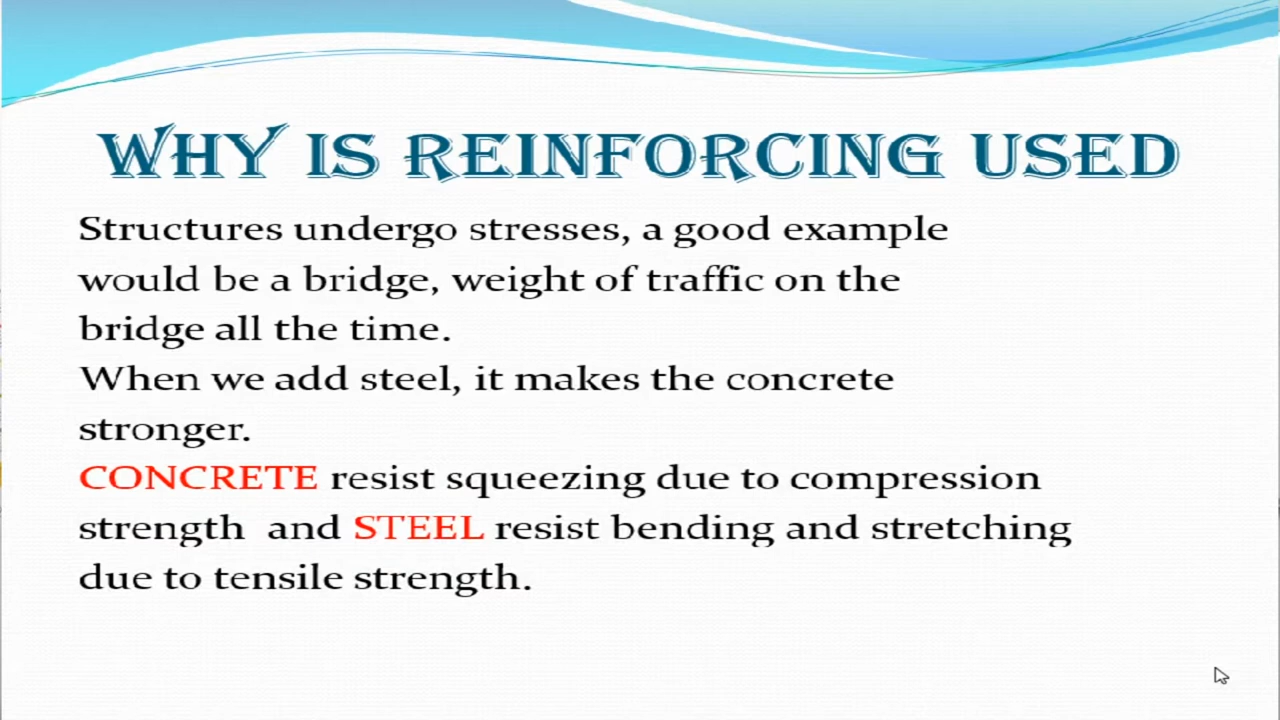 WHY IS REINFORCING USED
Structures undergo stresses, a good example
would be a bridge, weight of traffic on the
bridge all the time.
When we add steel, it makes the concrete
stronger.
CONCRETE resist squeezing due to compression
strength  and STEEL resist bending and stretching
due to tensile strength.